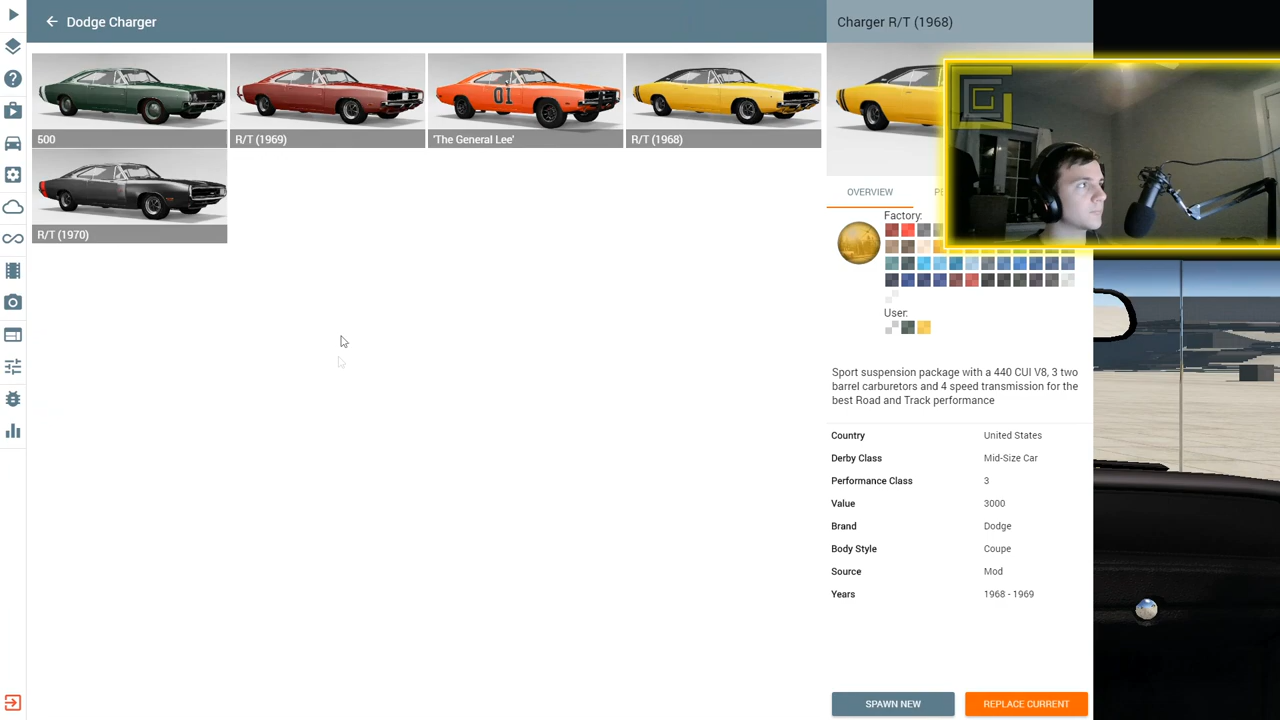 Dodge Charger
Charger R/T (1968)
500
R/T (1969)
'The General Lee'
R/T (1968)
R/T (1970)
01
OVERVIEW
Factory:
User:
Sport suspension package with a 440 CUI V8, 3 two
barrel carburetors and 4 speed transmission for the
best Road and Track performance
Country United States
Derby Class Mid-Size Car
Performance Class 3
Value 3000
Brand Dodge
Body Style Coupe
Source Mod
Years 1968 - 1969
SPAWN NEW
REPLACE CURRENT